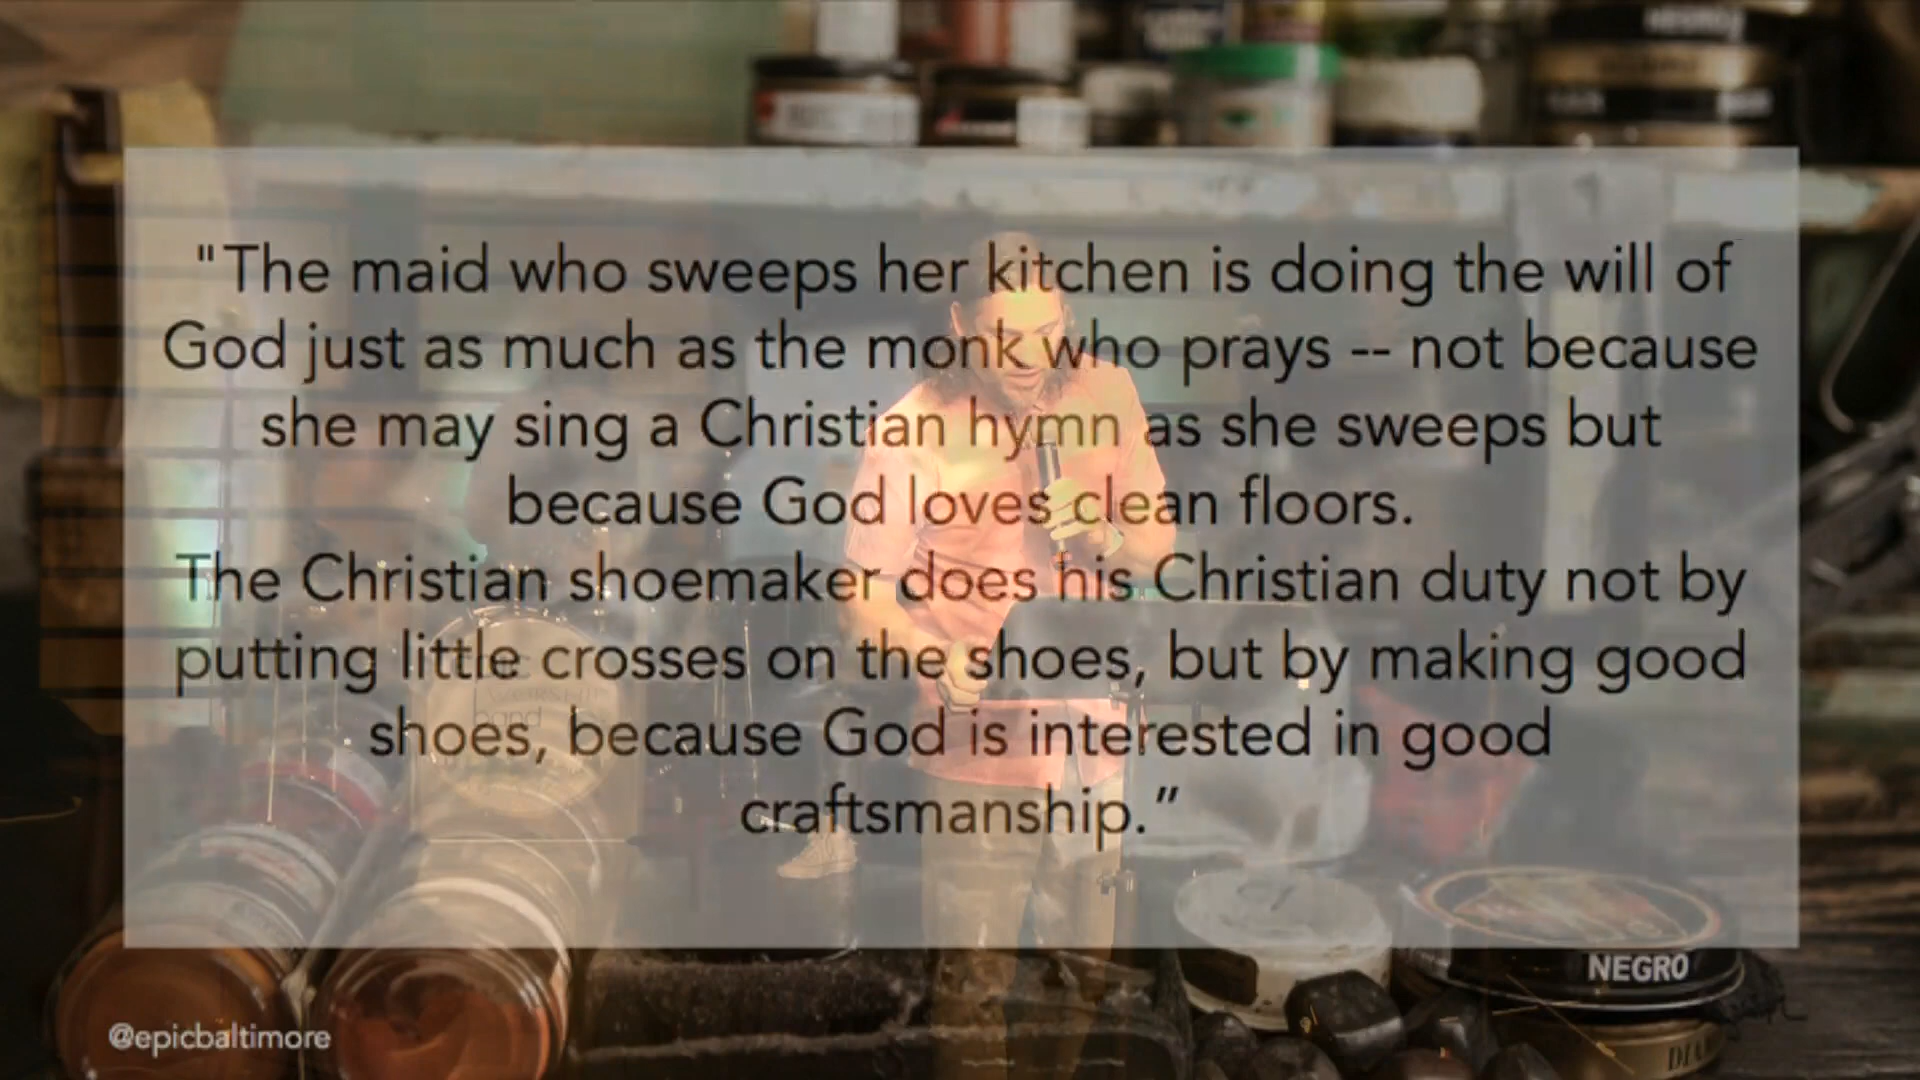 NEGRO
"The maid who sweeps her kitchen is doing the will of
God just as much as the monk who prays -- not because
she may sing a Christian hymn as she sweeps but
because God loves clean floors.
The Christian shoemaker does his Christian duty not by
putting little crosses on the shoes, but by making good
shoes, because God is interested in good
craftsmanship.”
WORSHIP
band
NEGRO
@epicbaltimore